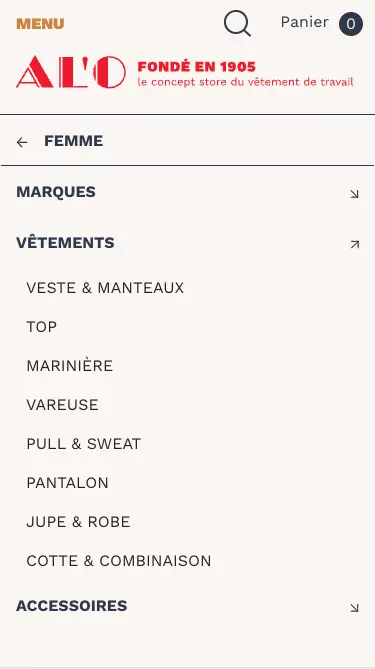 MENU
Panier 0
AL'O
FONDÉ EN 1905
le concept store du vêtement de travail
FEMME
MARQUES
VÊTEMENTS
VESTE & MANTEAUX
TOP
MARINIÈRE
VAREUSE
PULL & SWEAT
PANTALON
JUPE & ROBE
COTTE & COMBINAISON
ACCESSOIRES